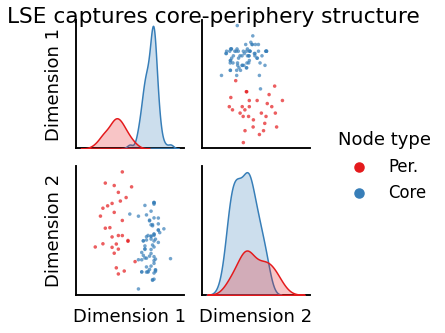 LSE captures core-periphery structure
Dimension 1
Node type
Per.
Core
Dimension 2
Dimension 1
Dimension 2